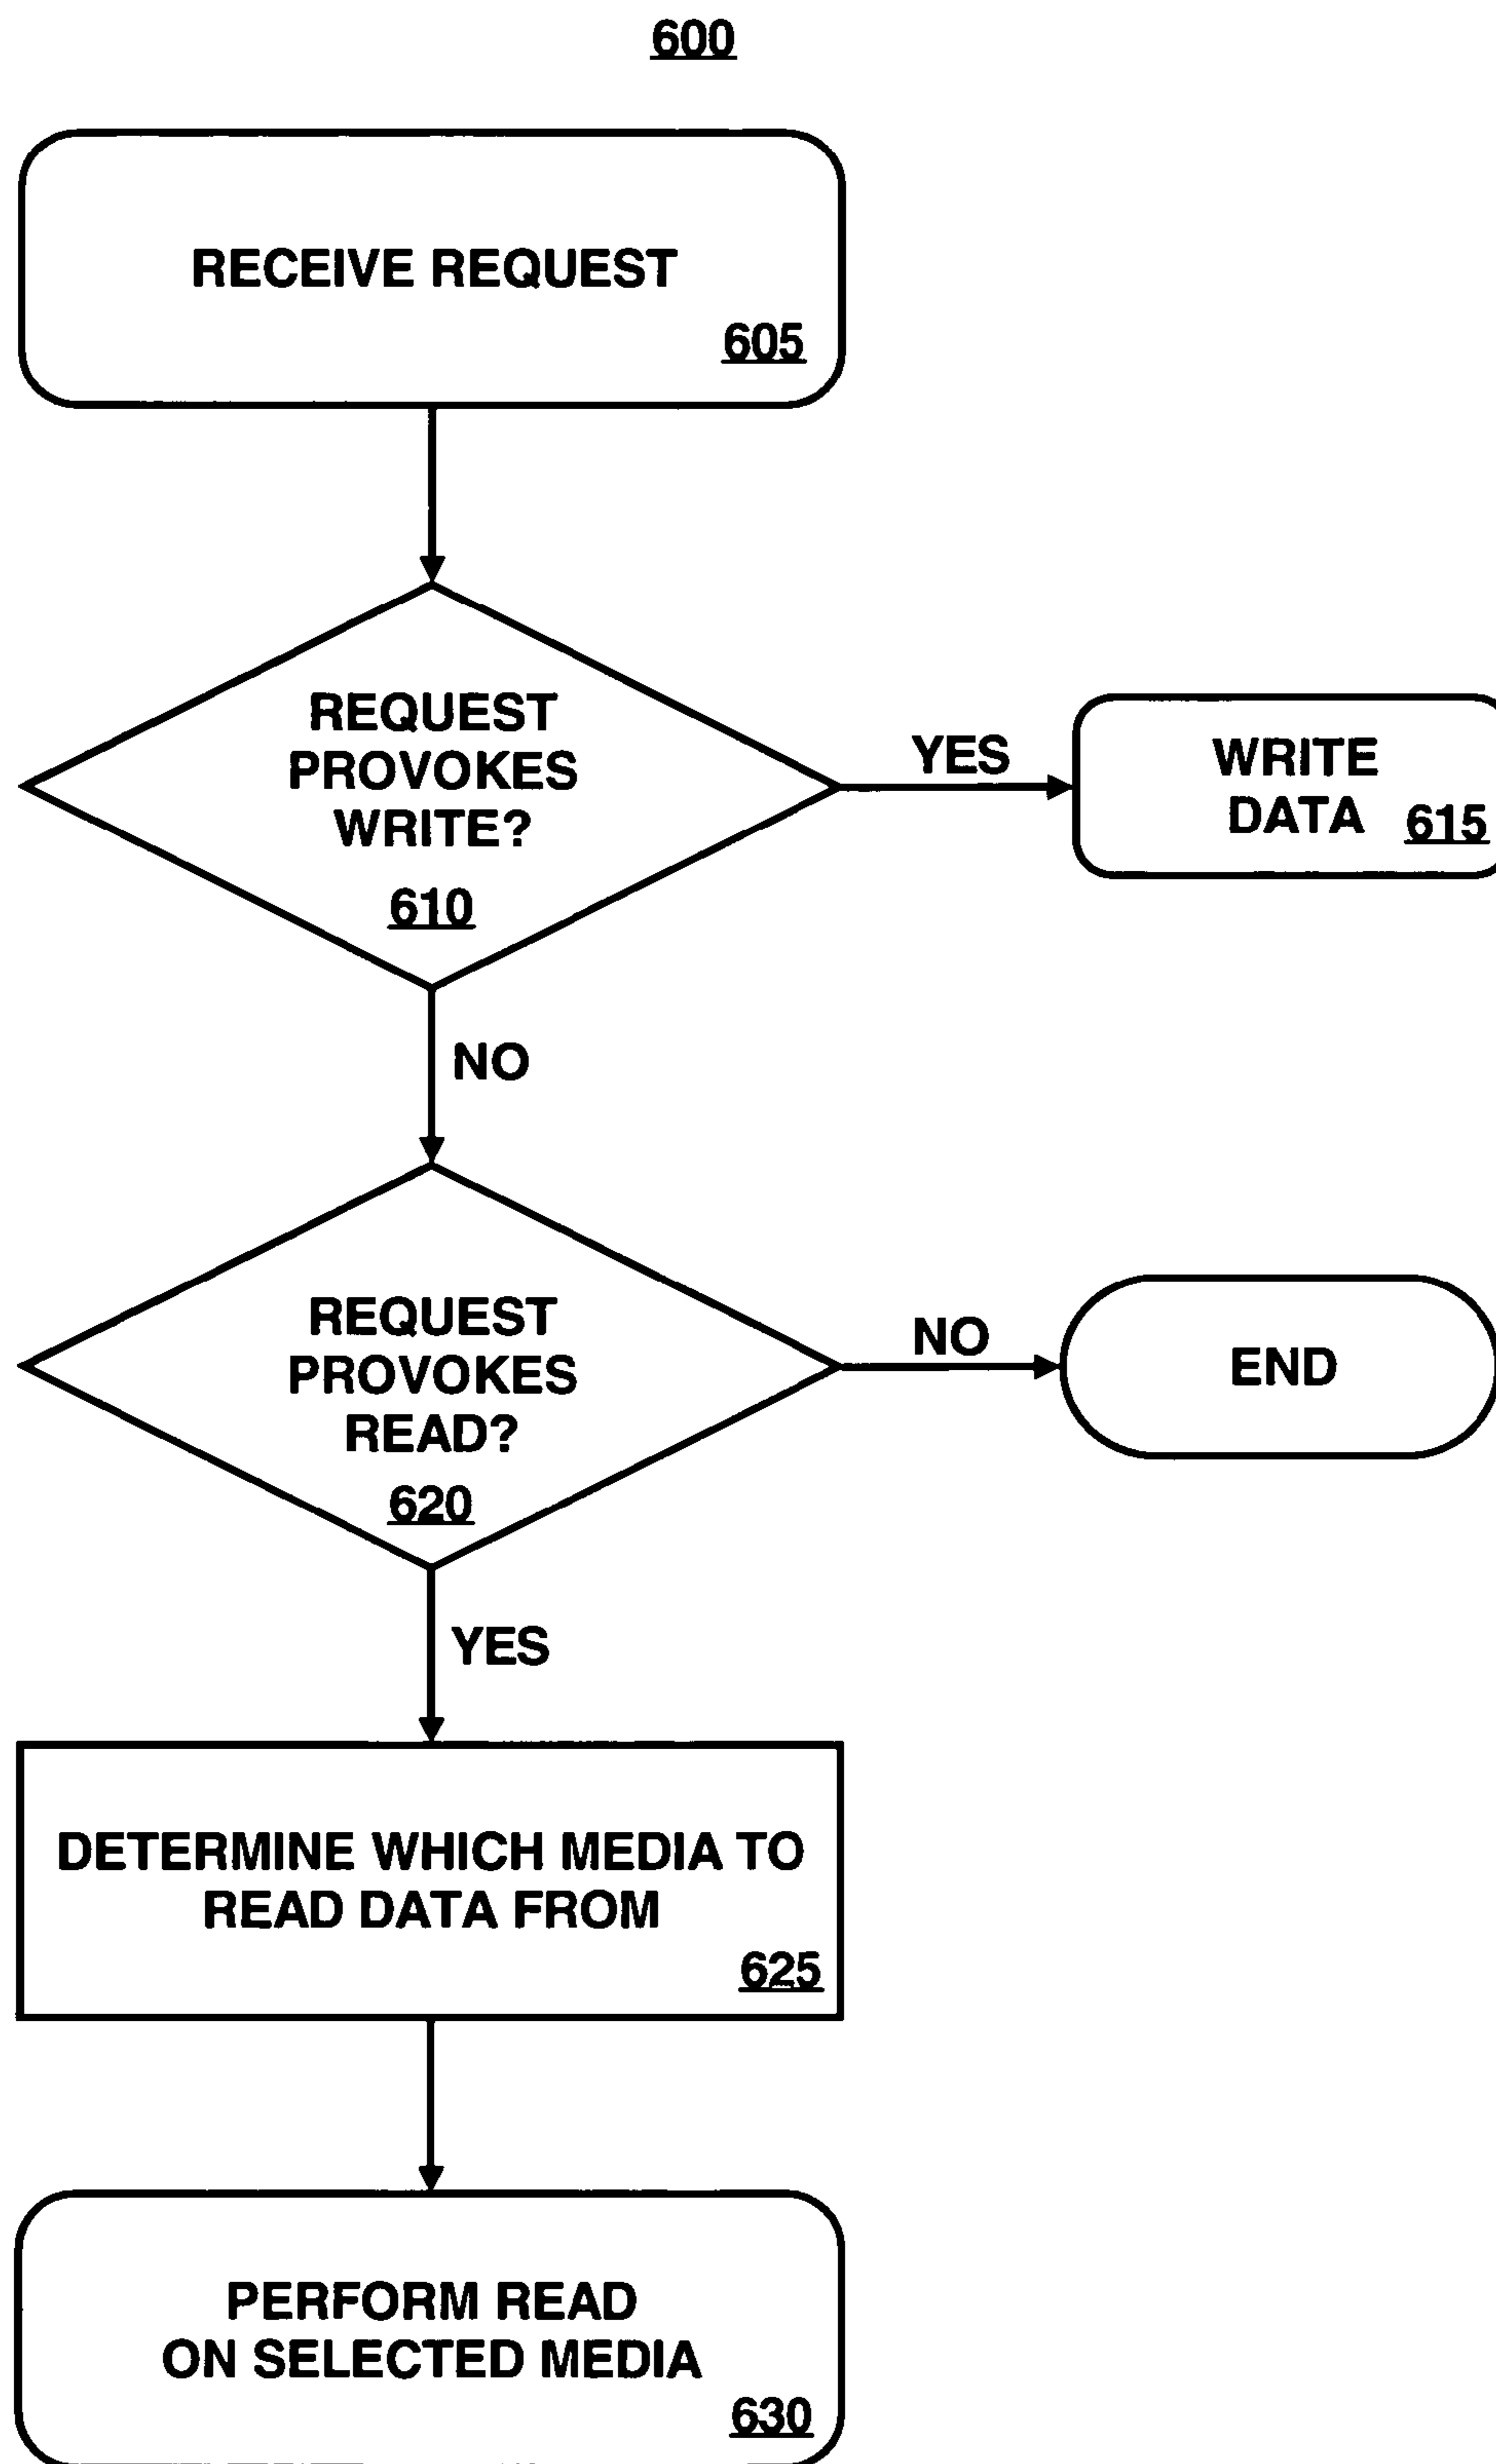 600
RECEIVE REQUEST
605
REQUEST
PROVOKES
WRITE?
610
YES
WRITE
DATA 615
NO
REQUEST
PROVOKES
READ?
620
NO
END
YES
DETERMINE WHICH MEDIA TO
READ DATA FROM
625
PERFORM READ
ON SELECTED MEDIA
630